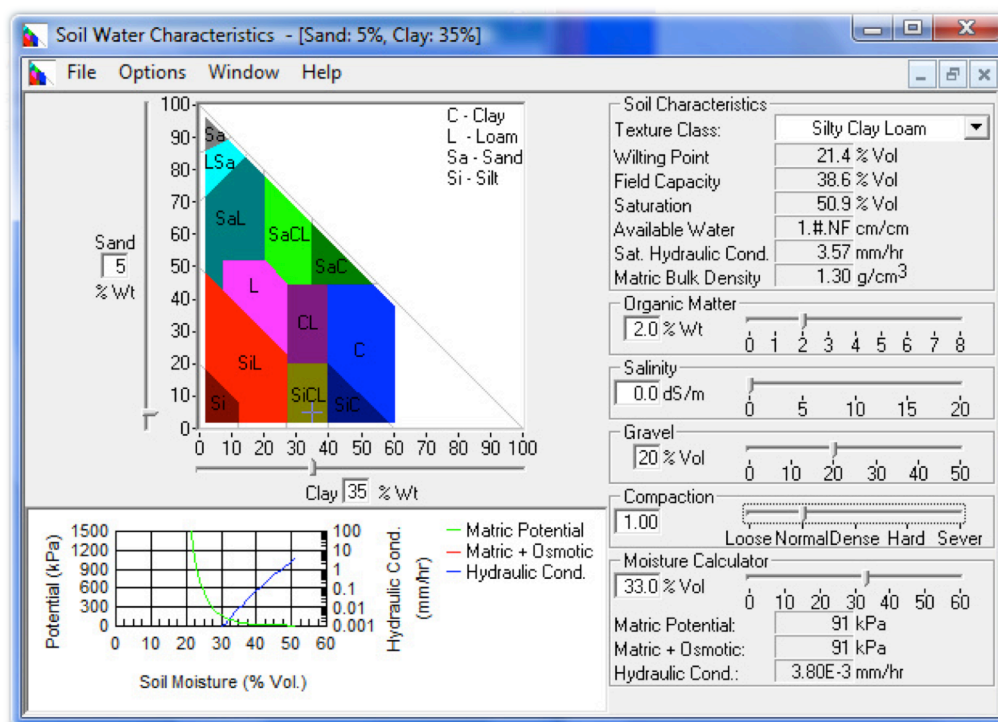 Soil Water Characteristics - [Sand: 5%, Clay: 35%]
File Options Window Help
100
90
80
70
60
50
40
30
20
10
0
Sand
5
% Wt
C - Clay
L - Loam
Sa - Sand
Si - Silt
Sa
LSa
SaL
SaCL
SaC
L
CL
C
SiL
SiCL
SiC
Si
0 10 20 30 40 50 60 70 80 90 100
Clay 35 % Wt
Soil Characteristics
Texture Class: Silty Clay Loam
Wilting Point 21.4 % Vol
Field Capacity 38.6 % Vol
Saturation 50.9 % Vol
Available Water 1.#.NF cm/cm
Sat. Hydraulic Cond. 3.57 mm/hr
Matric Bulk Density 1.30 g/cm3
Organic Matter
2.0 % Wt
0 1 2 3 4 5 6 7 8
Salinity
0.0 dS/m
0 5 10 15 20
Gravel
20 % Vol
0 10 20 30 40 50
Compaction
1.00
Loose Normal Dense Hard Sever
Moisture Calculator
33.0 % Vol
0 10 20 30 40 50 60
Matric Potential: 91 kPa
Matric + Osmotic: 91 kPa
Hydraulic Cond.: 3.80E-3 mm/hr
Potential (kPa)
1500
1200
900
600
300
0
100
10
1
0.1
0.01
0.001
Hydraulic Cond.
(mm/hr)
0 10 20 30 40 50 60
Soil Moisture (% Vol.)
Matric Potential
Matric + Osmotic
Hydraulic Cond.